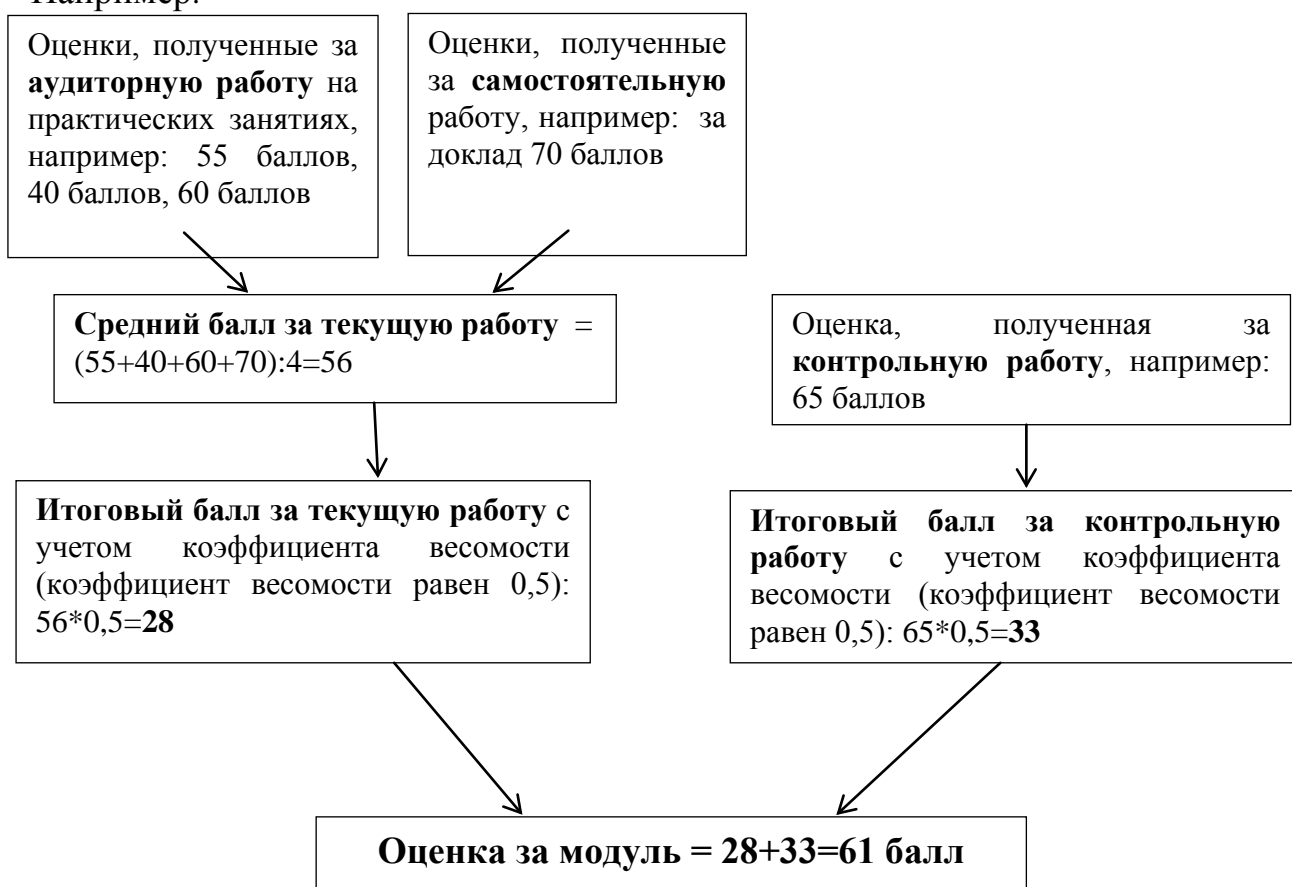 Например:
Оценки, полученные за
аудиторную работу на
практических занятиях,
например: 55 баллов,
40 баллов, 60 баллов
Оценки, полученные
за самостоятельную
работу, например: за
доклад 70 баллов
Средний балл за текущую работу =
(55+40+60+70):4=56
Оценка, полученная за
контрольную работу, например:
65 баллов
Итоговый балл за текущую работу с
учетом коэффициента весомости
(коэффициент весомости равен 0,5):
56*0,5=28
Итоговый балл за контрольную
работу с учетом коэффициента
весомости (коэффициент весомости
равен 0,5): 65*0,5=33
Оценка за модуль = 28+33=61 балл